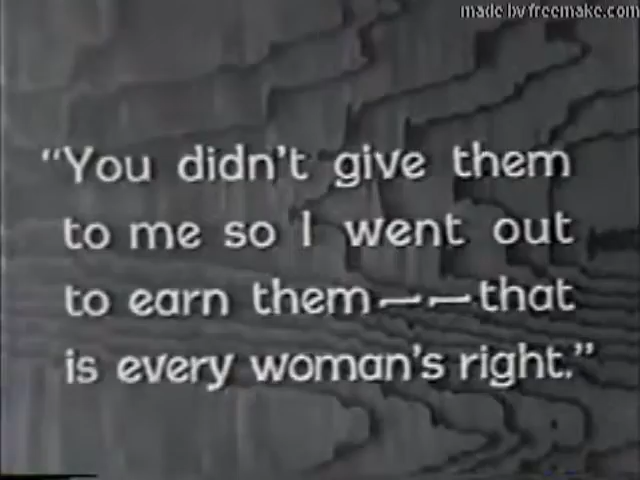 made by freemake.com
"You didn't give them
to me so I went out
to earn them——that
is every woman's right."